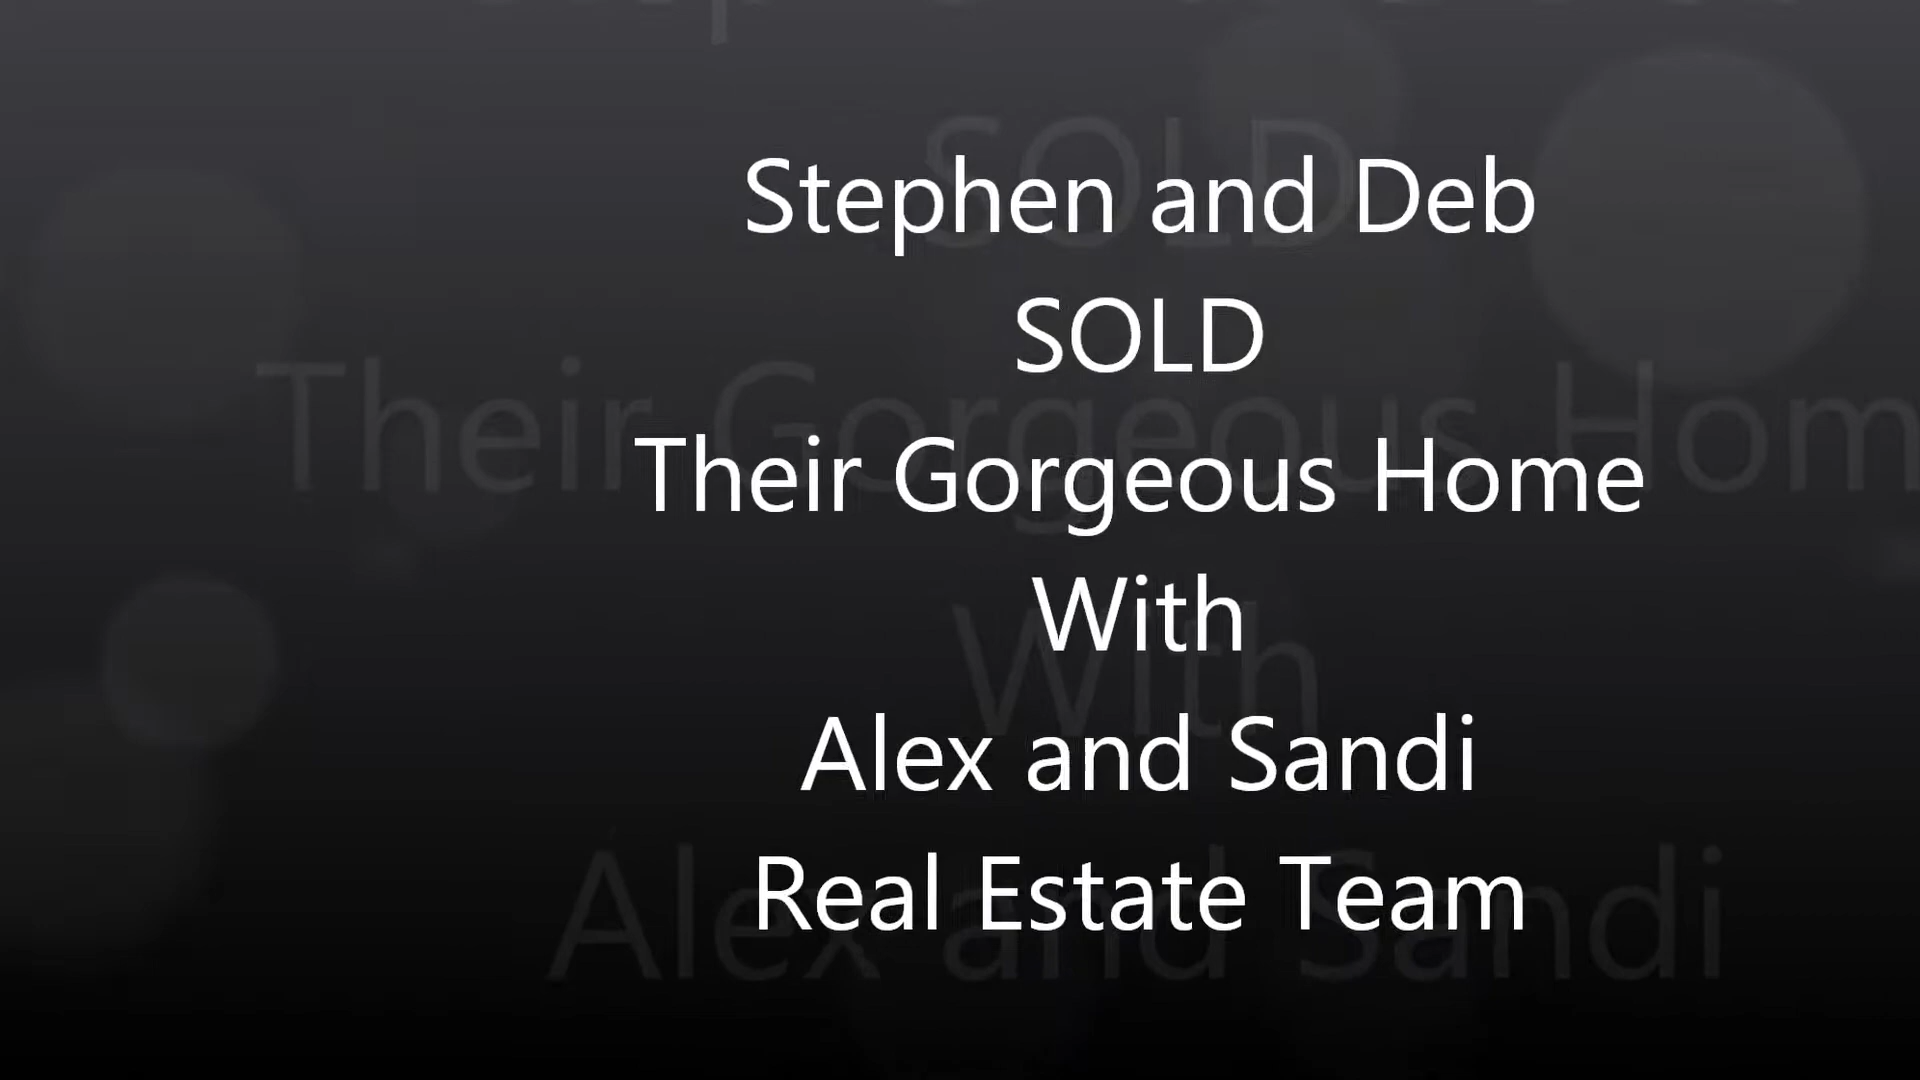 Stephen and Deb
SOLD
Their Gorgeous Home
With
Alex and Sandi
Real Estate Team